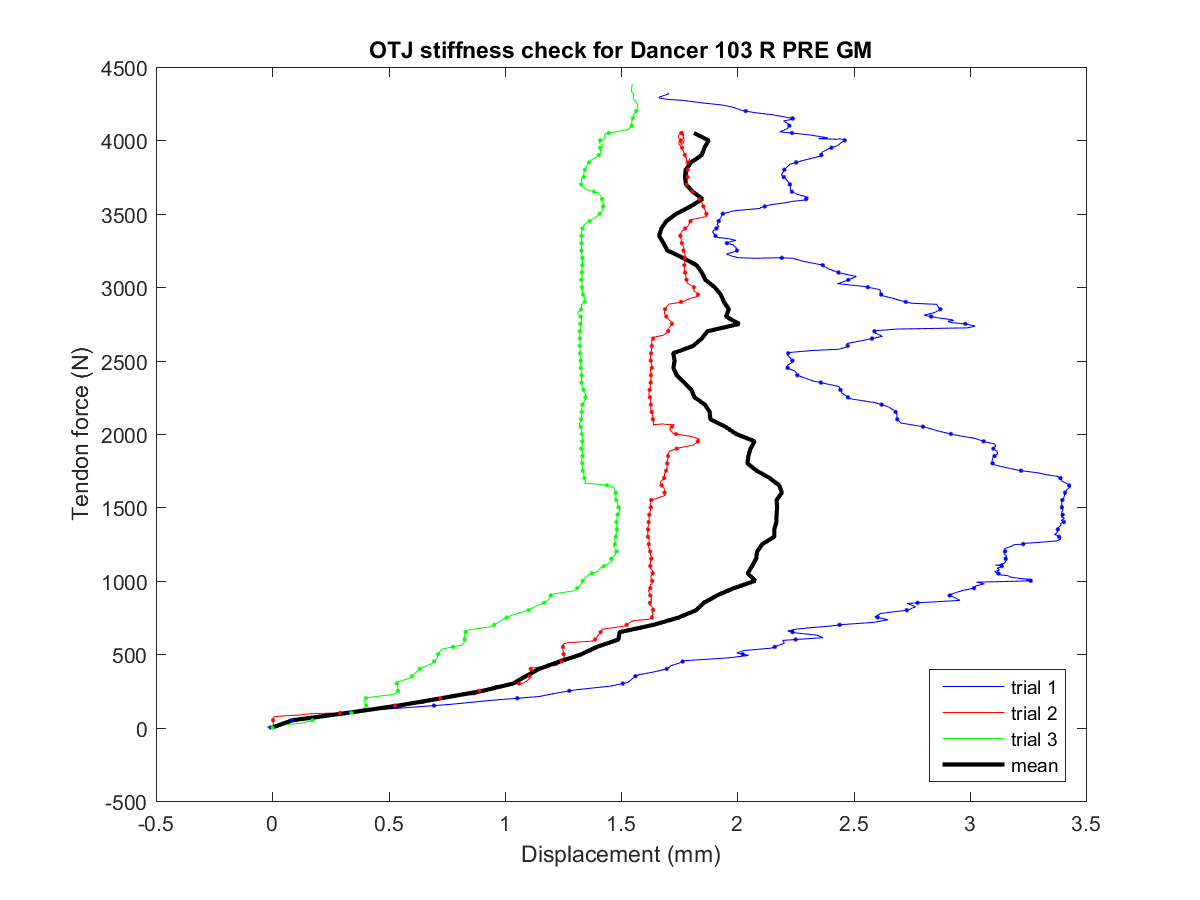 OTJ stiffness check for Dancer 103 R PRE GM
4500
4000
3500
3000
2500
2000
1500
1000
500
0
-500
Tendon force (N)
trial 1
trial 2
trial 3
mean
-0.5 0 0.5 1 1.5 2 2.5 3 3.5
Displacement (mm)